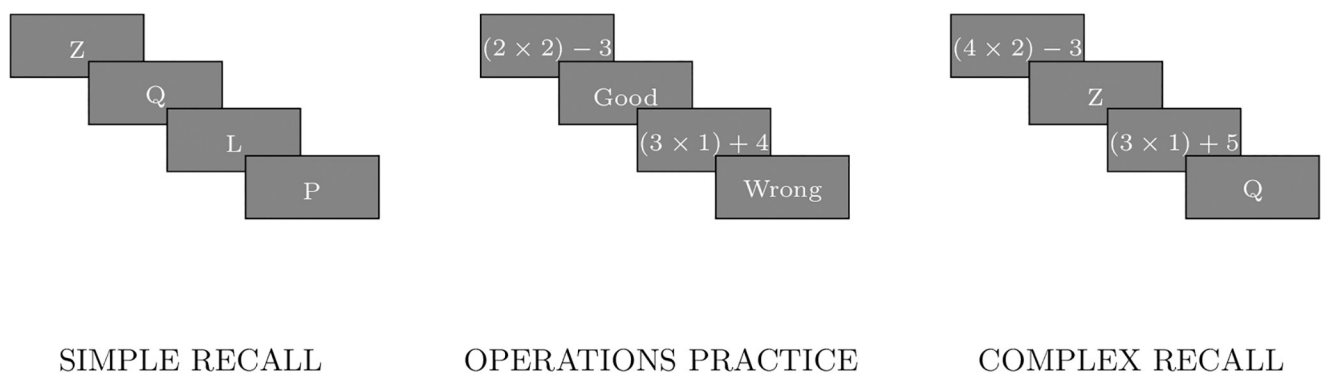 Z
Q
L
P
(2 × 2) − 3
Good
(3 × 1) + 4
Wrong
(4 × 2) − 3
Z
(3 × 1) + 5
Q
SIMPLE RECALL
OPERATIONS PRACTICE
COMPLEX RECALL